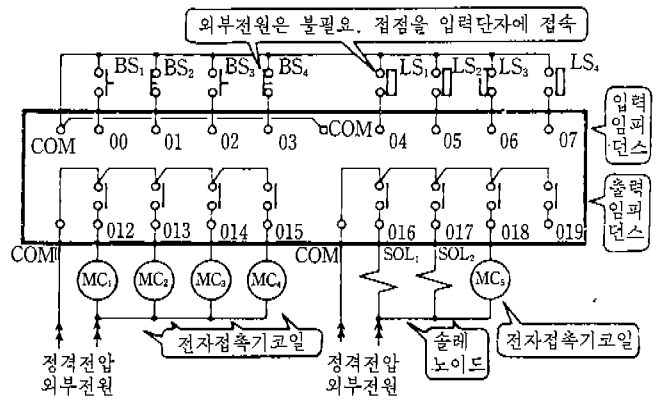 외부전원은 불필요. 접점을 입력단자에 접속
BS₁ BS₂ BS₃ BS₄ LS₁ LS₂ LS₃ LS₄
COM 00 01 02 03 COM 04 05 06 07
입력
임피
던스
출력
임피
던스
012 013 014 015 016 017 018 019
COM COM SOL₁ SOL₂
MC₁ MC₂ MC₃ MC₄ MC₅
전자접촉기코일
솔레
노이드
전자접촉기코일
정격전압
외부전원
정격전압
외부전원